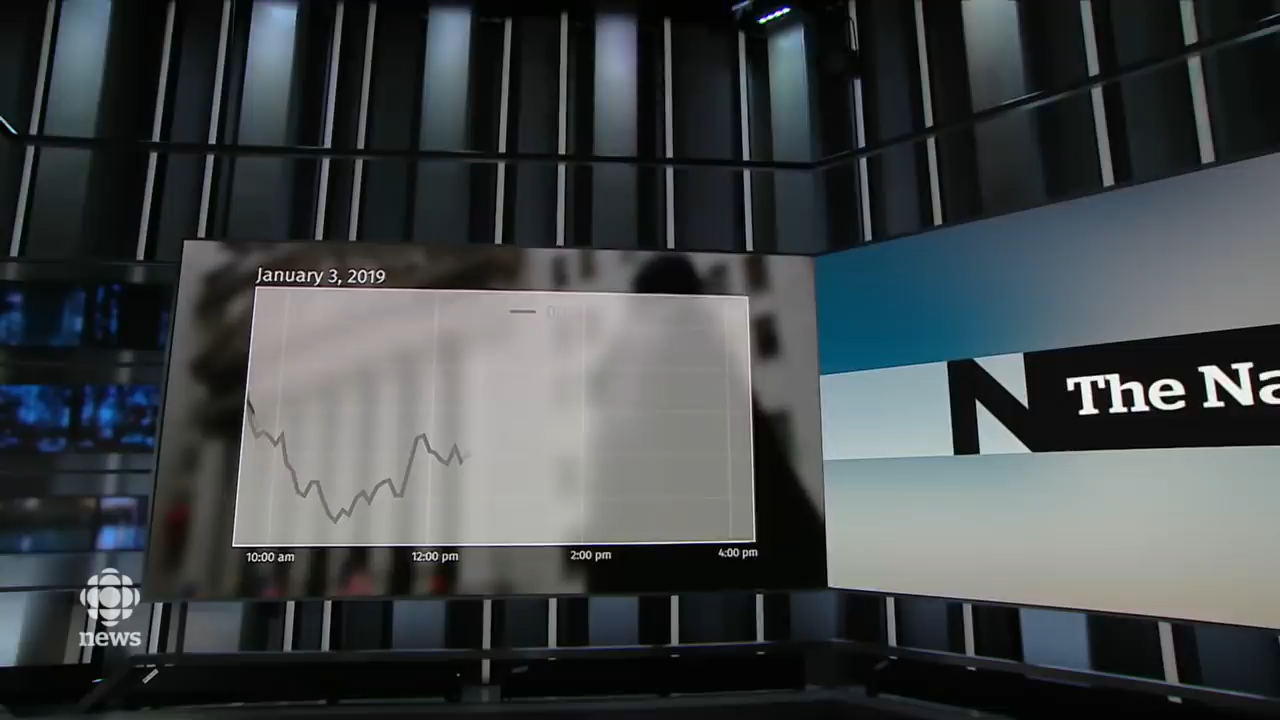 January 3, 2019
10:00 am
12:00 pm
2:00 pm
4:00 pm
N The Na
news